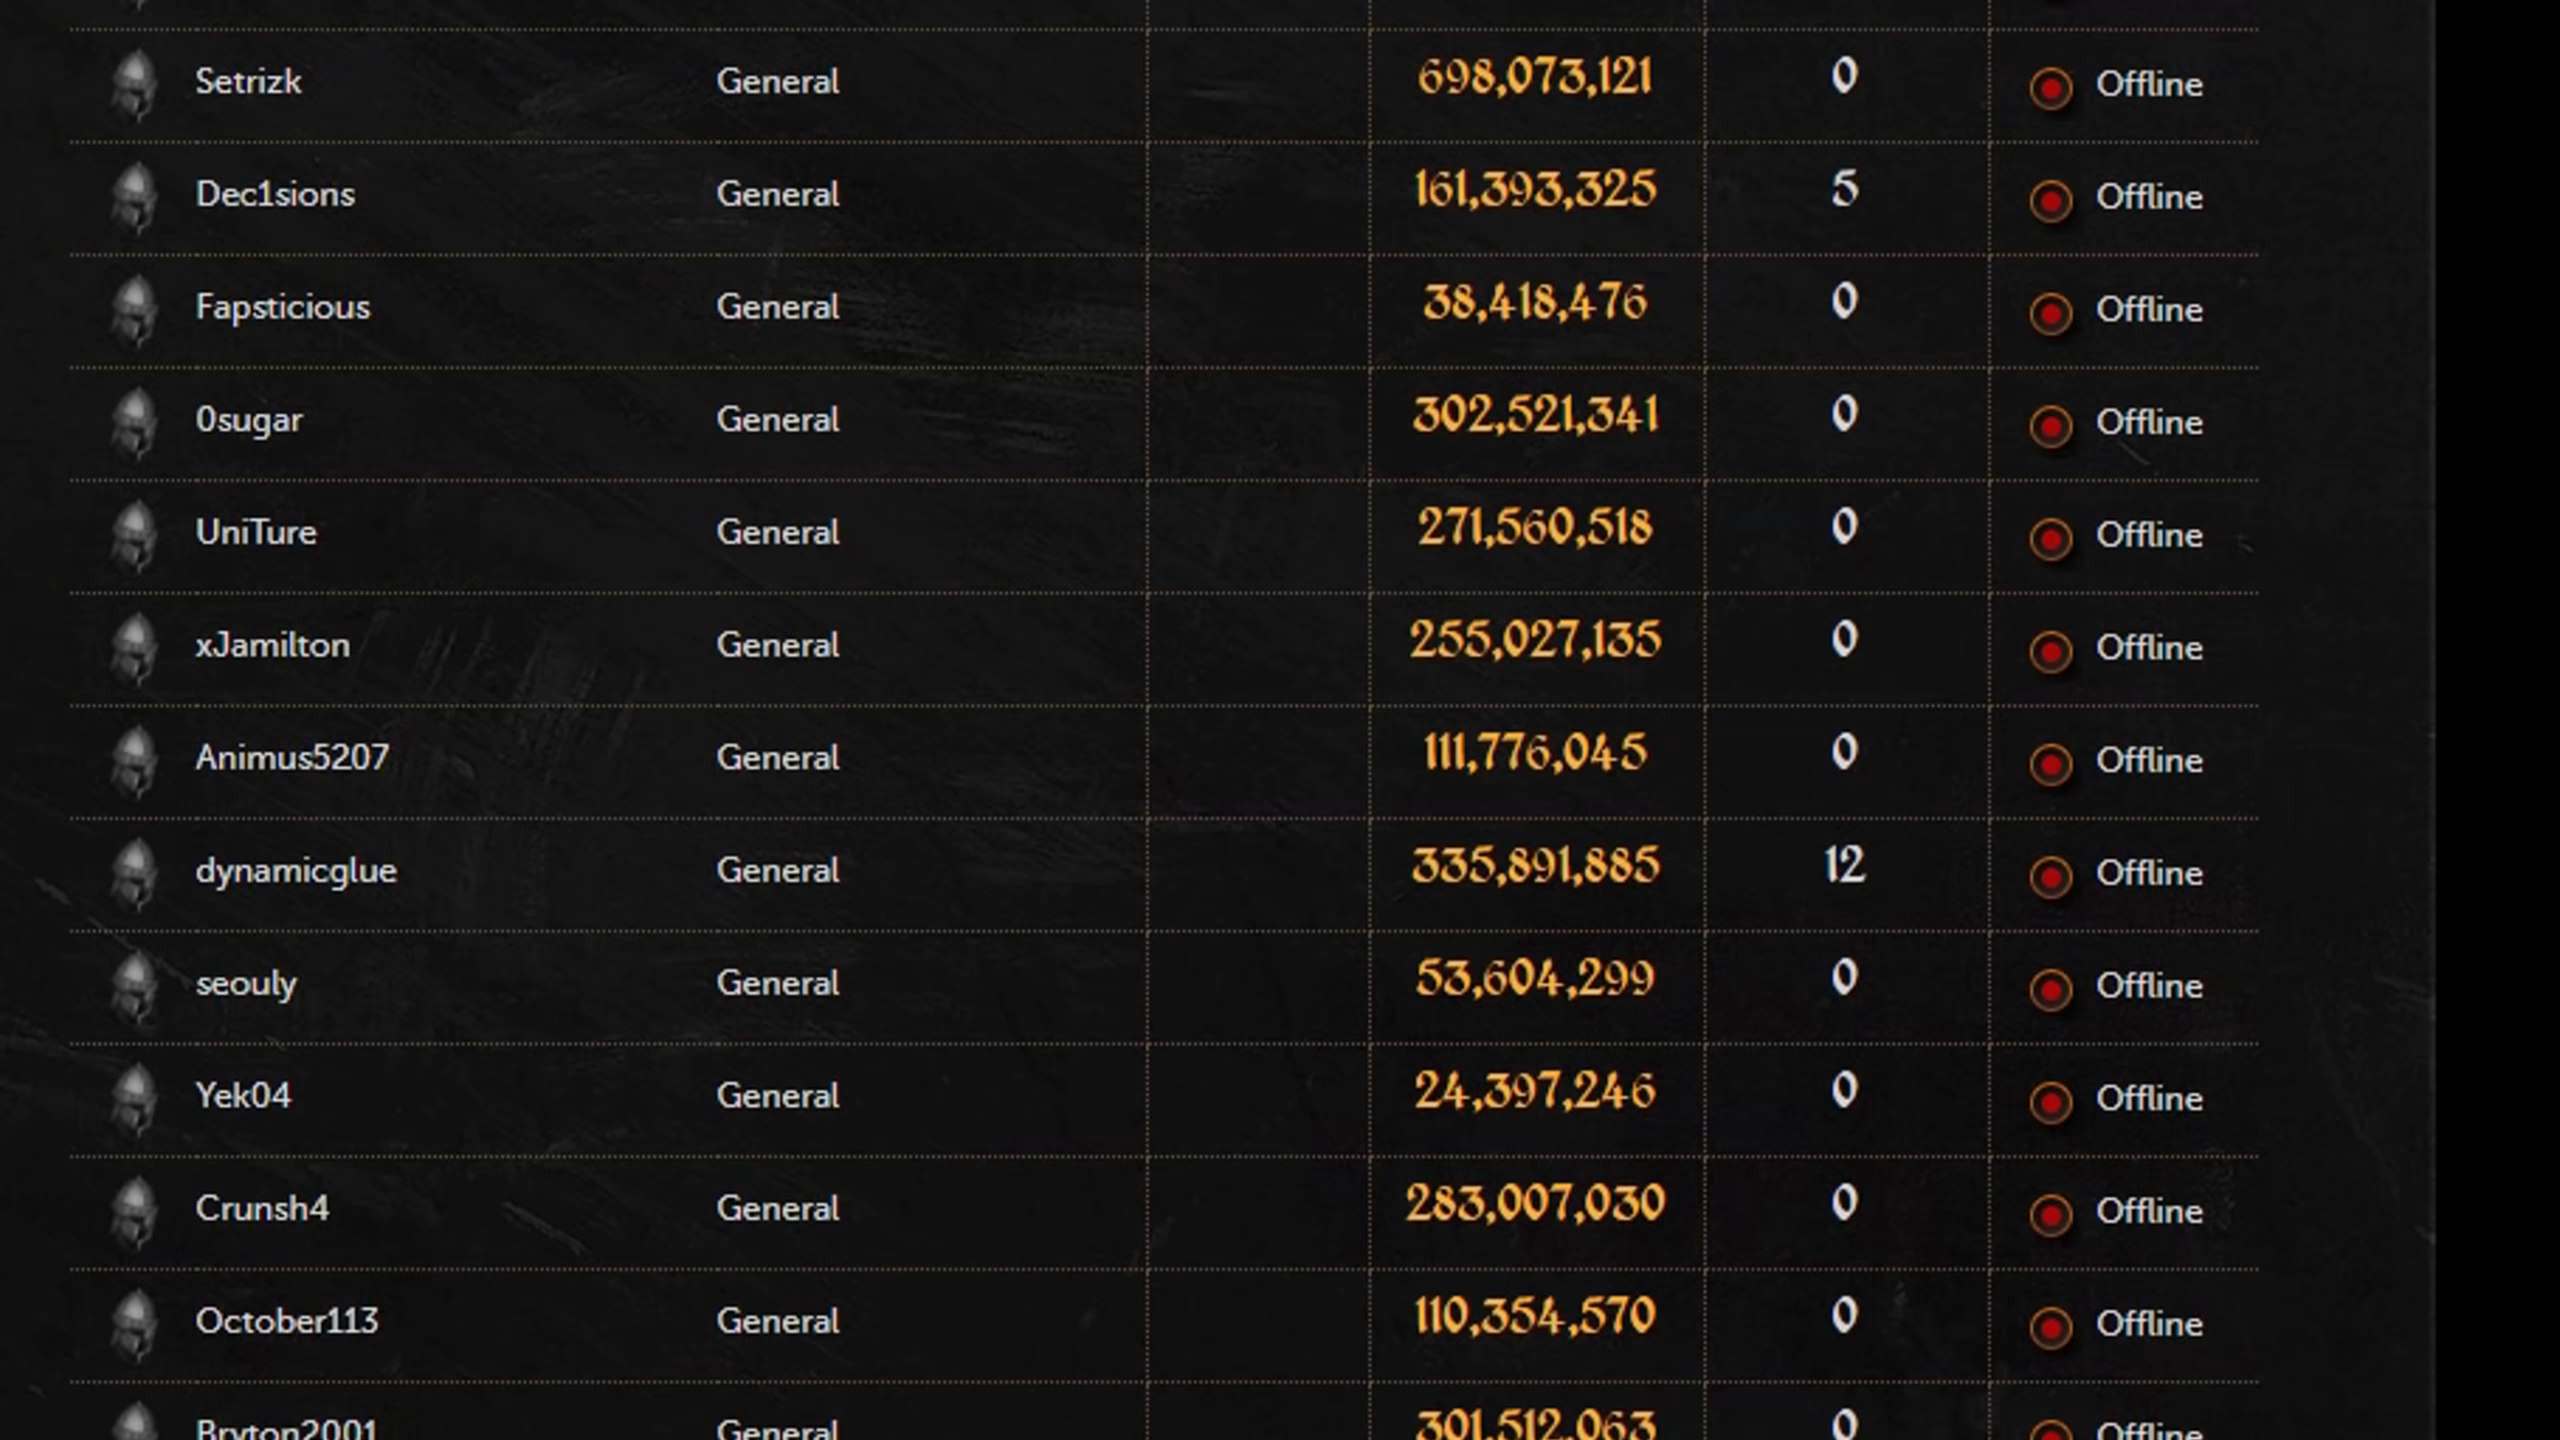 Setrizk General 698,073,121 0 Offline
Dec1sions General 161,393,325 5 Offline
Fapsticious General 38,418,476 0 Offline
0sugar General 302,521,341 0 Offline
UniTure General 271,560,518 0 Offline
xJamilton General 255,027,135 0 Offline
Animus5207 General 111,776,045 0 Offline
dynamicglue General 335,891,885 12 Offline
seouly General 53,604,299 0 Offline
Yek04 General 24,397,246 0 Offline
Crunsh4 General 283,007,030 0 Offline
October113 General 110,354,570 0 Offline
Bryton2001 General 301,512,063 0 Offline